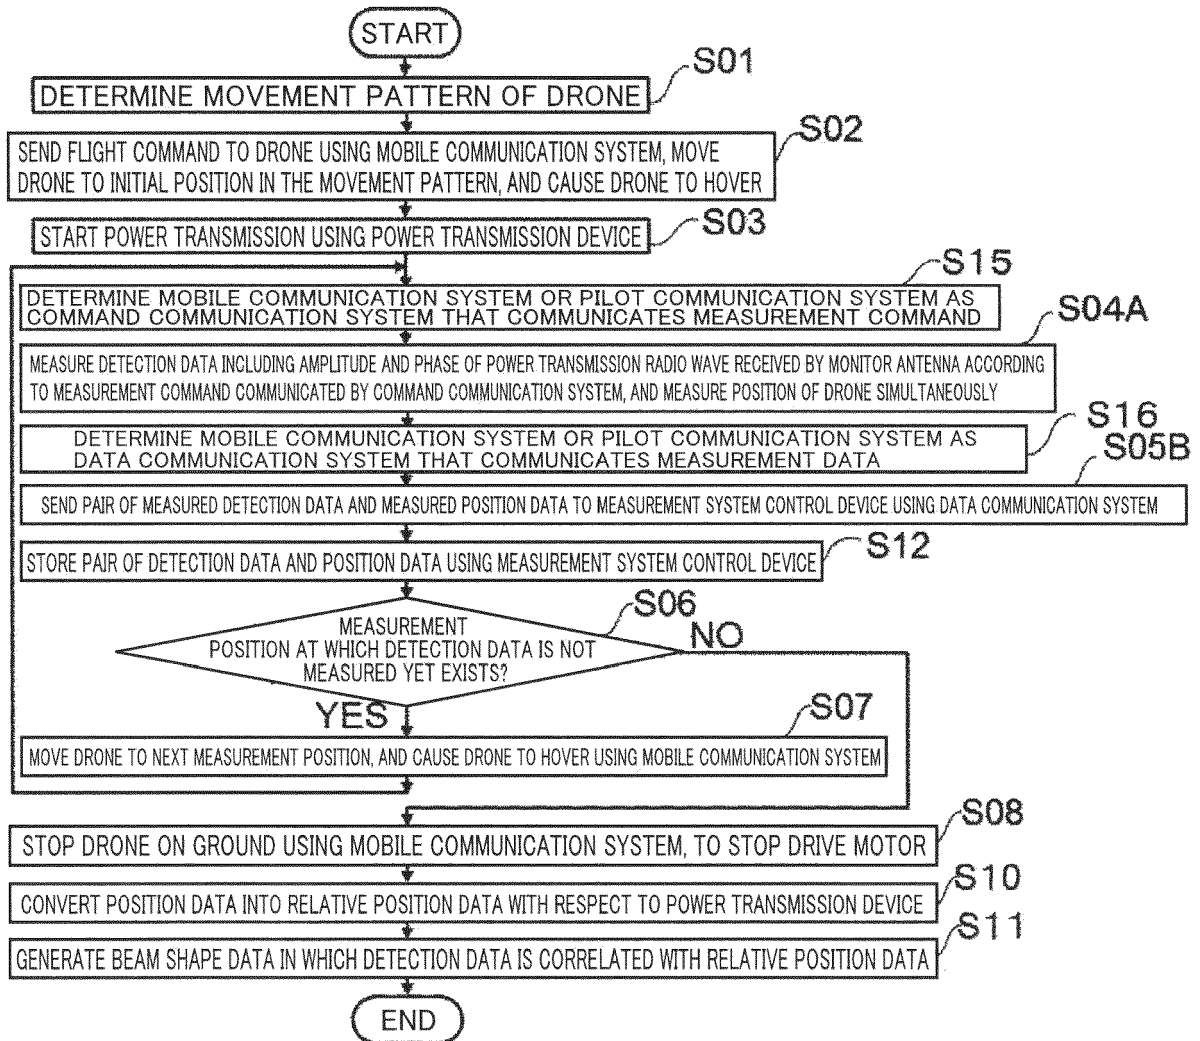 START
S01
DETERMINE MOVEMENT PATTERN OF DRONE
S02
SEND FLIGHT COMMAND TO DRONE USING MOBILE COMMUNICATION SYSTEM, MOVE
DRONE TO INITIAL POSITION IN THE MOVEMENT PATTERN, AND CAUSE DRONE TO HOVER
S03
START POWER TRANSMISSION USING POWER TRANSMISSION DEVICE
S15
DETERMINE MOBILE COMMUNICATION SYSTEM OR PILOT COMMUNICATION SYSTEM AS
COMMAND COMMUNICATION SYSTEM THAT COMMUNICATES MEASUREMENT COMMAND
S04A
MEASURE DETECTION DATA INCLUDING AMPLITUDE AND PHASE OF POWER TRANSMISSION RADIO WAVE RECEIVED BY MONITOR ANTENNA ACCORDING
TO MEASUREMENT COMMAND COMMUNICATED BY COMMAND COMMUNICATION SYSTEM, AND MEASURE POSITION OF DRONE SIMULTANEOUSLY
S16
DETERMINE MOBILE COMMUNICATION SYSTEM OR PILOT COMMUNICATION SYSTEM AS
DATA COMMUNICATION SYSTEM THAT COMMUNICATES MEASUREMENT DATA
S05B
SEND PAIR OF MEASURED DETECTION DATA AND MEASURED POSITION DATA TO MEASUREMENT SYSTEM CONTROL DEVICE USING DATA COMMUNICATION SYSTEM
S12
STORE PAIR OF DETECTION DATA AND POSITION DATA USING MEASUREMENT SYSTEM CONTROL DEVICE
S06
MEASUREMENT
POSITION AT WHICH DETECTION DATA IS NOT
MEASURED YET EXISTS?
NO
YES
S07
MOVE DRONE TO NEXT MEASUREMENT POSITION, AND CAUSE DRONE TO HOVER USING MOBILE COMMUNICATION SYSTEM
S08
STOP DRONE ON GROUND USING MOBILE COMMUNICATION SYSTEM, TO STOP DRIVE MOTOR
S10
CONVERT POSITION DATA INTO RELATIVE POSITION DATA WITH RESPECT TO POWER TRANSMISSION DEVICE
S11
GENERATE BEAM SHAPE DATA IN WHICH DETECTION DATA IS CORRELATED WITH RELATIVE POSITION DATA
END